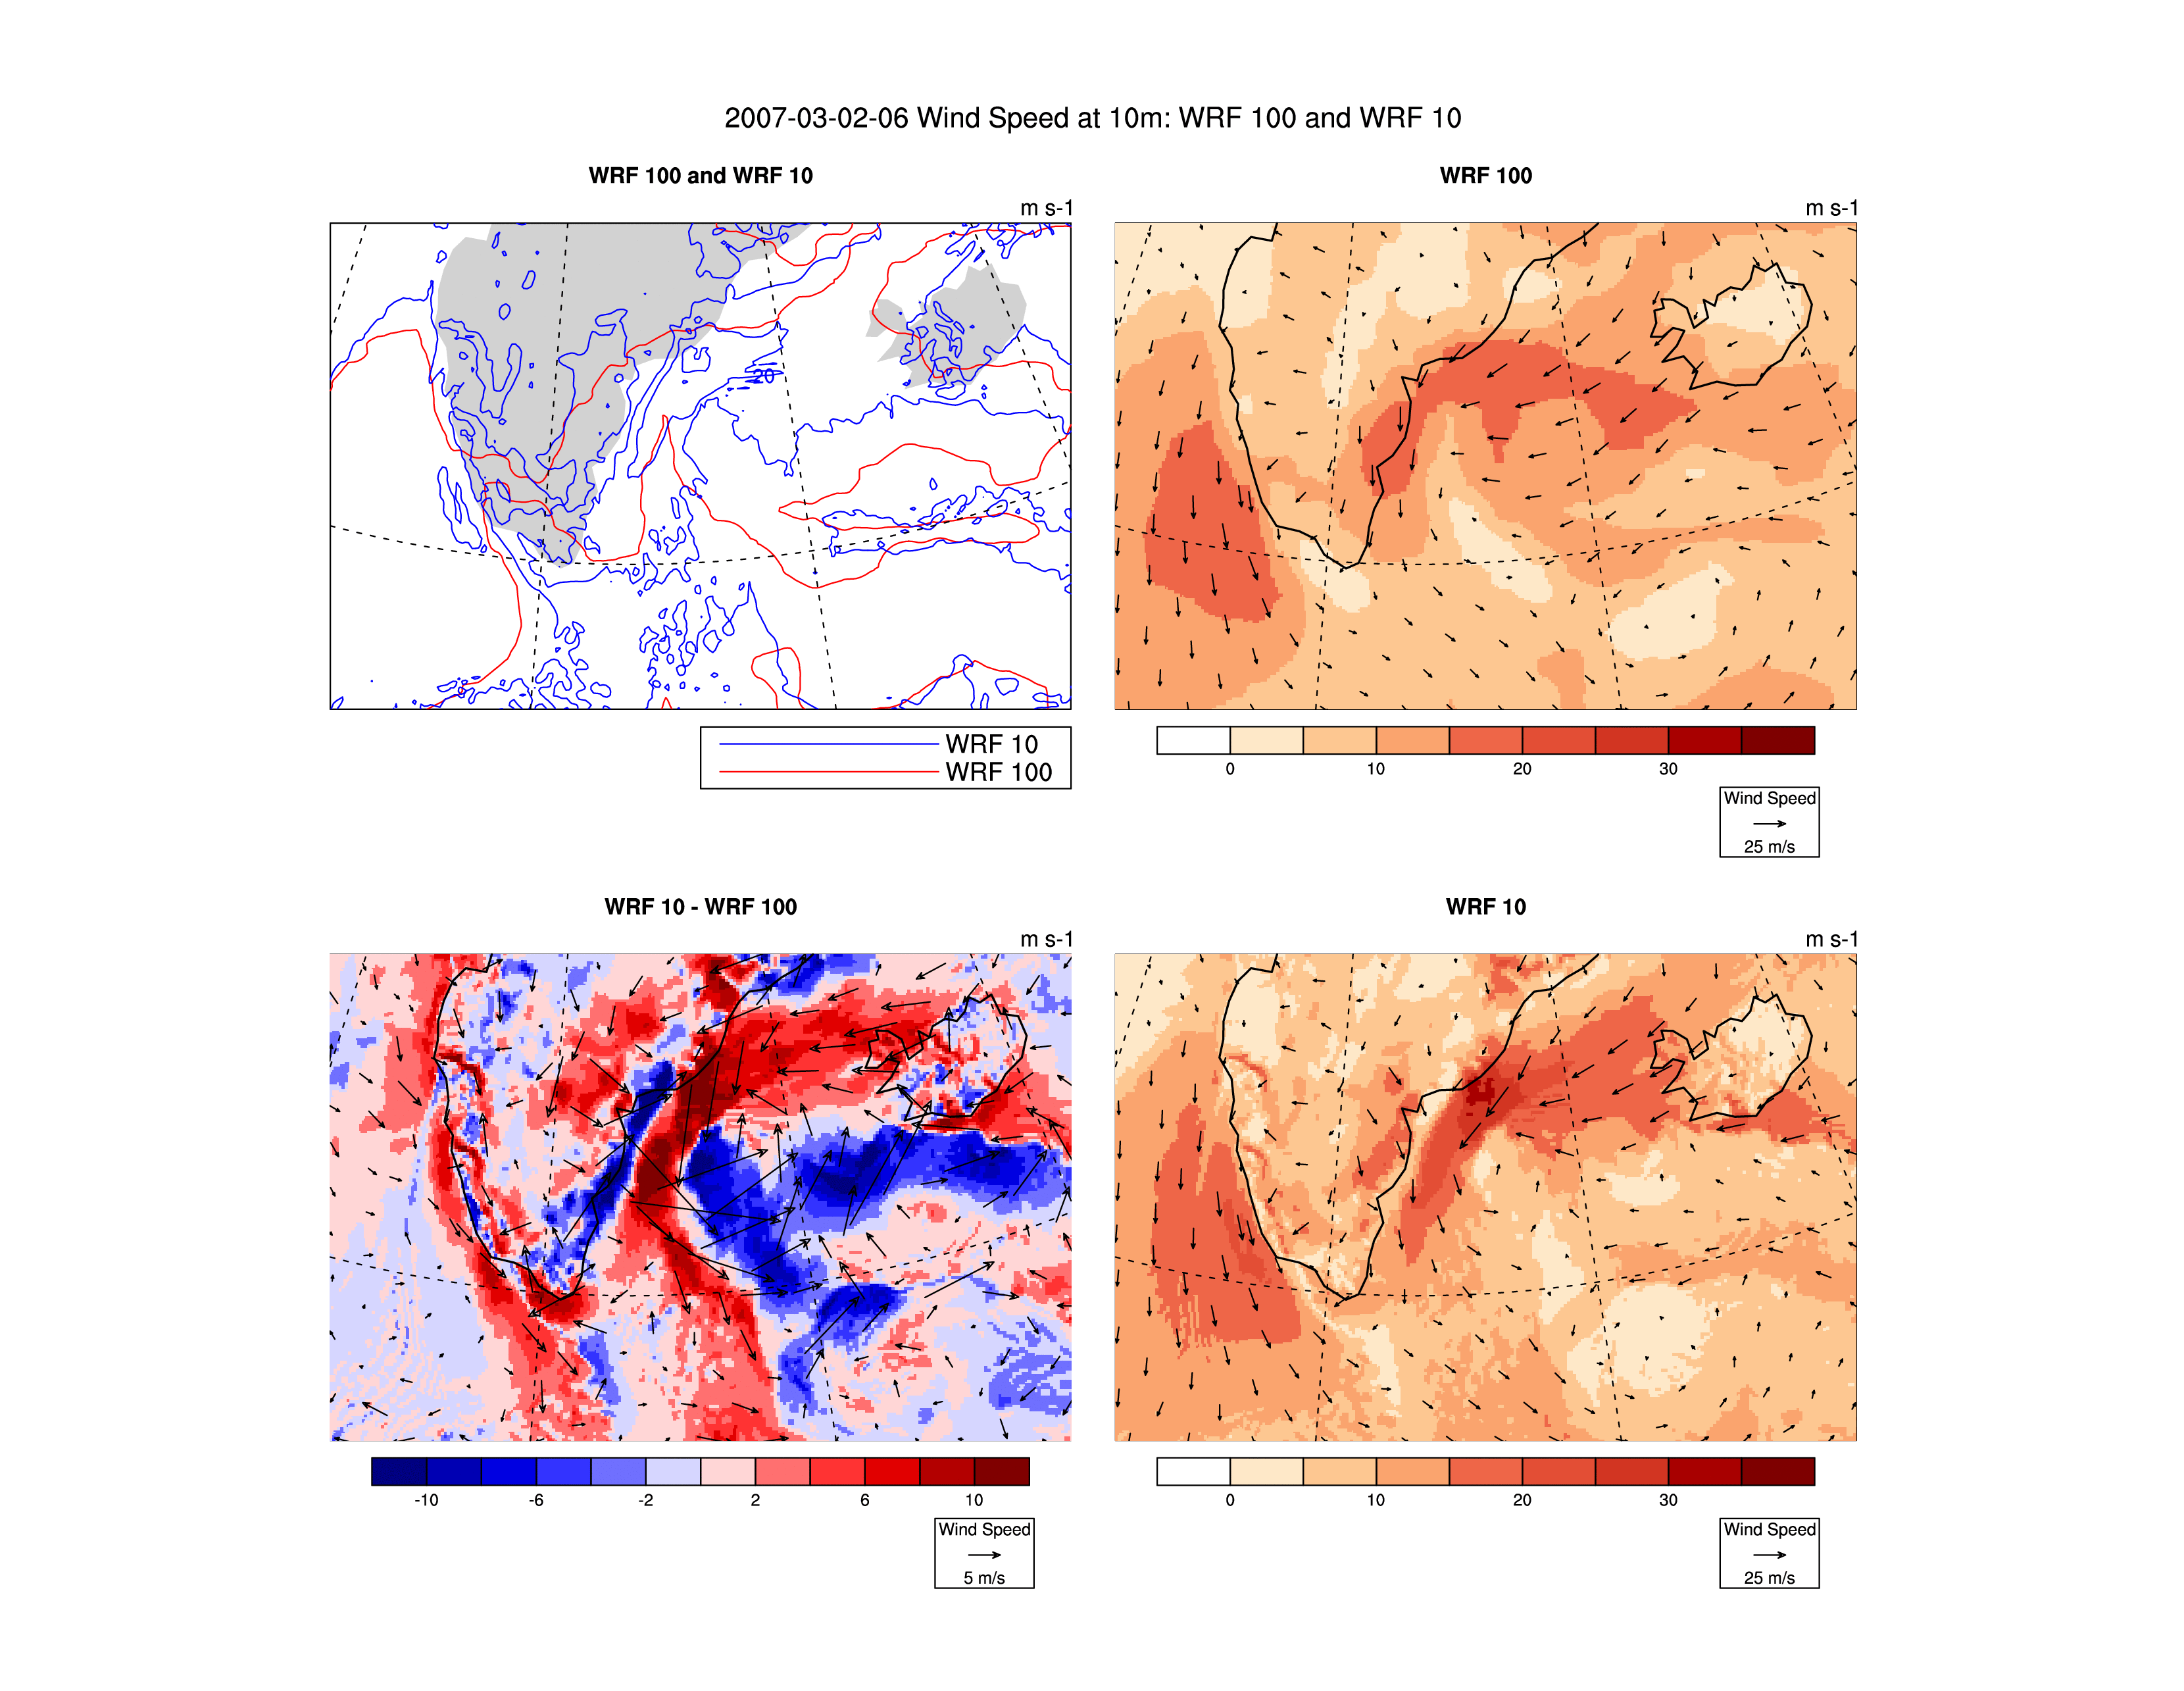 2007-03-02-06 Wind Speed at 10m: WRF 100 and WRF 10
WRF 100 and WRF 10
m s-1
20
WRF 10
WRF 100
WRF 100
m s-1
0 10 20 30
Wind Speed
25 m/s
WRF 10 - WRF 100
m s-1
-10 -6 -2 2 6 10
Wind Speed
5 m/s
WRF 10
m s-1
0 10 20 30
Wind Speed
25 m/s